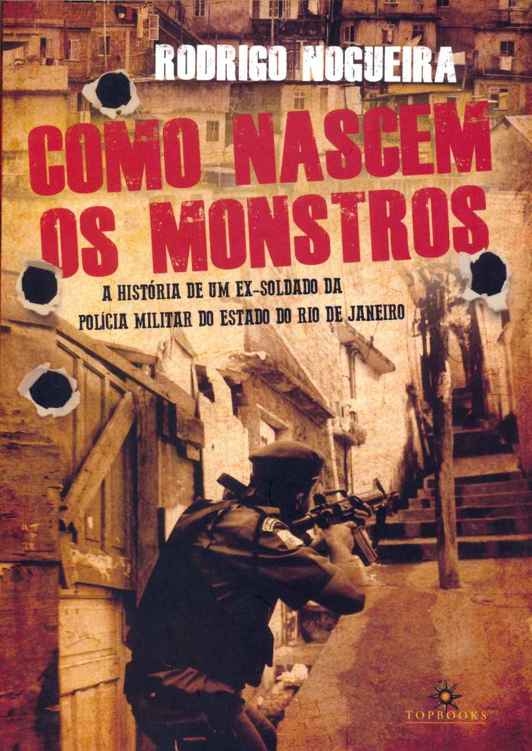 RODRIGO NOGUEIRA
COMO NASCEM
OS MONSTROS
A HISTÓRIA DE UM EX-SOLDADO DA
POLÍCIA MILITAR DO ESTADO DO RIO DE JANEIRO
TOPBOOKS